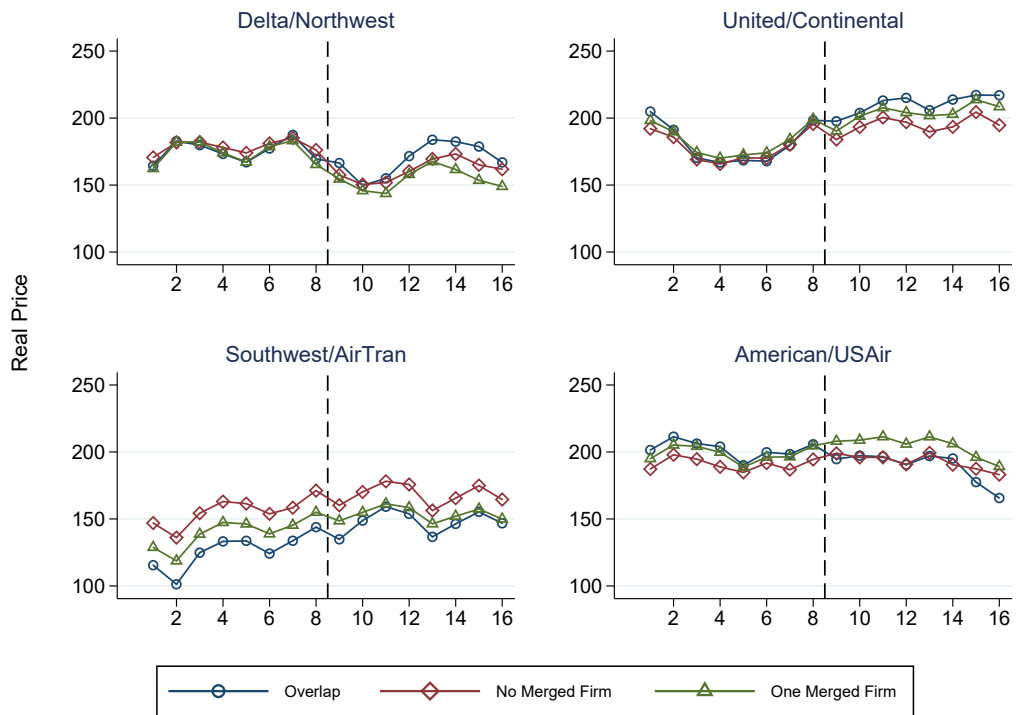 Delta/Northwest
United/Continental
250
200
150
100
2 4 6 8 10 12 14 16
250
200
150
100
2 4 6 8 10 12 14 16
Real Price
Southwest/AirTran
American/USAir
250
200
150
100
2 4 6 8 10 12 14 16
250
200
150
100
2 4 6 8 10 12 14 16
Overlap
No Merged Firm
One Merged Firm